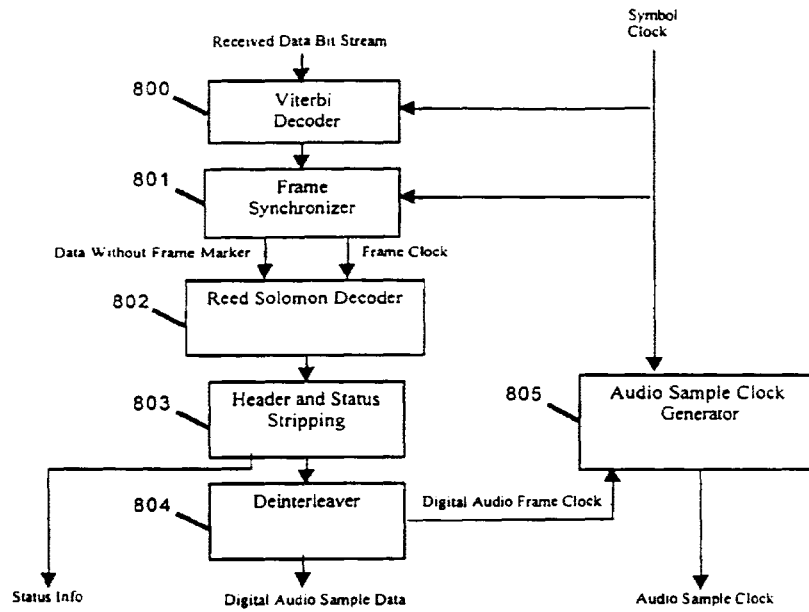 Received Data Bit Stream
Symbol
Clock
800
Viterbi
Decoder
801
Frame
Synchronizer
Data Without Frame Marker
Frame Clock
802
Reed Solomon Decoder
803
Header and Status
Stripping
805
Audio Sample Clock
Generator
804
Deinterleaver
Digital Audio Frame Clock
Status Info
Digital Audio Sample Data
Audio Sample Clock